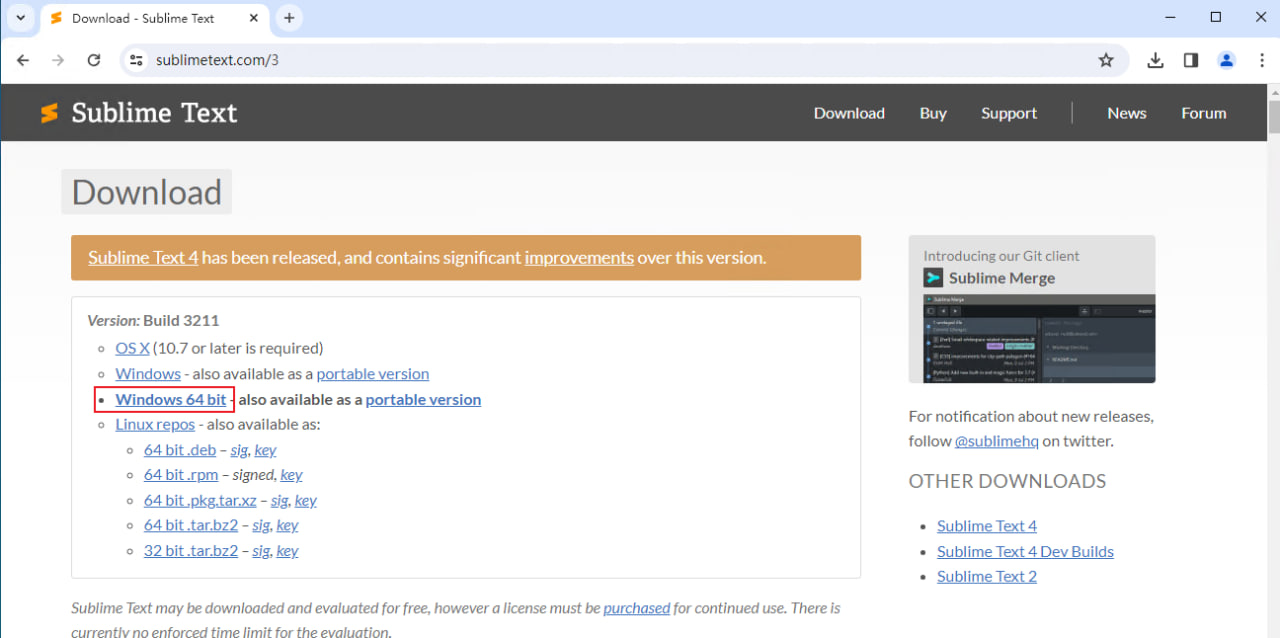 Download - Sublime Text
sublimetext.com/3
Sublime Text
Download Buy Support News Forum
Download
Sublime Text 4 has been released, and contains significant improvements over this version.
Version: Build 3211
OS X (10.7 or later is required)
Windows - also available as a portable version
Windows 64 bit - also available as a portable version
Linux repos - also available as:
64 bit .deb – sig, key
64 bit .rpm – signed, key
64 bit .pkg.tar.xz – sig, key
64 bit .tar.bz2 – sig, key
32 bit .tar.bz2 – sig, key
Sublime Text may be downloaded and evaluated for free, however a license must be purchased for continued use. There is
currently no enforced time limit for the evaluation.
Introducing our Git client
Sublime Merge
Sublime Merge
For notification about new releases,
follow @sublimehq on twitter.
OTHER DOWNLOADS
Sublime Text 4
Sublime Text 4 Dev Builds
Sublime Text 2